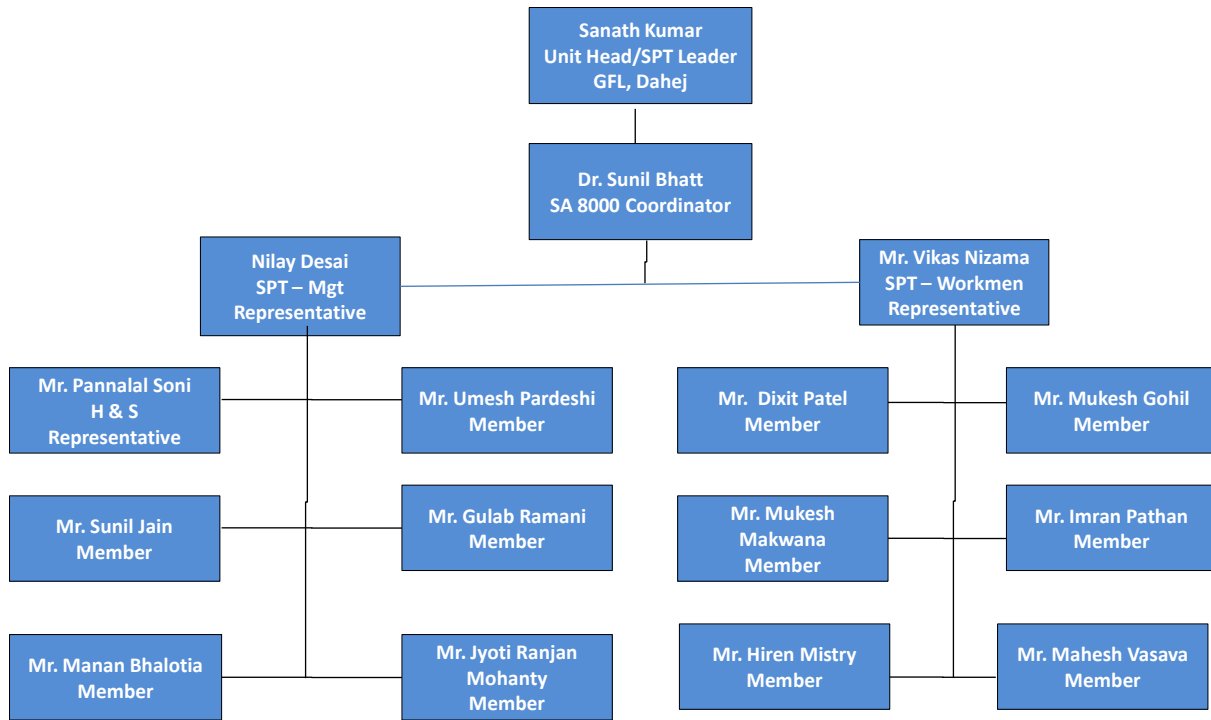 Sanath Kumar
Unit Head/SPT Leader
GFL, Dahej
Dr. Sunil Bhatt
SA 8000 Coordinator
Nilay Desai
SPT – Mgt
Representative
Mr. Vikas Nizama
SPT – Workmen
Representative
Mr. Pannalal Soni
H & S
Representative
Mr. Umesh Pardeshi
Member
Mr. Dixit Patel
Member
Mr. Mukesh Gohil
Member
Mr. Sunil Jain
Member
Mr. Gulab Ramani
Member
Mr. Mukesh
Makwana
Member
Mr. Imran Pathan
Member
Mr. Manan Bhalotia
Member
Mr. Jyoti Ranjan
Mohanty
Member
Mr. Hiren Mistry
Member
Mr. Mahesh Vasava
Member